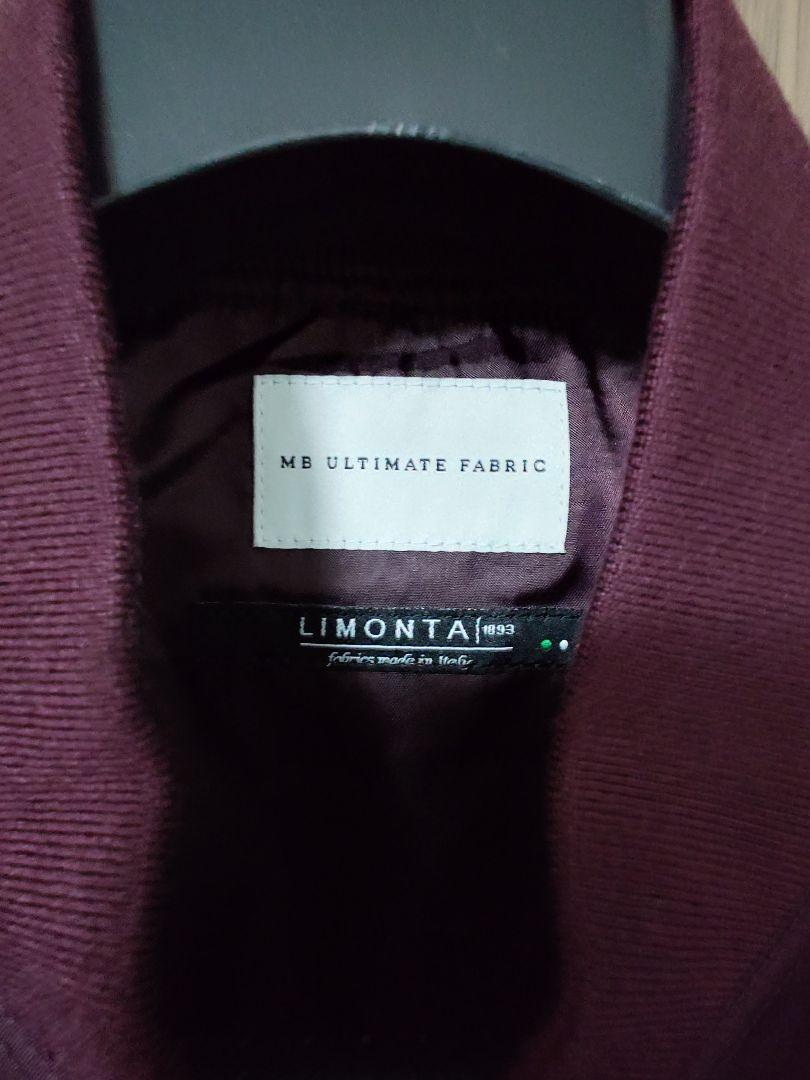 MB ULTIMATE FABRIC
LIMONTA 1893
fabrics made in Italy